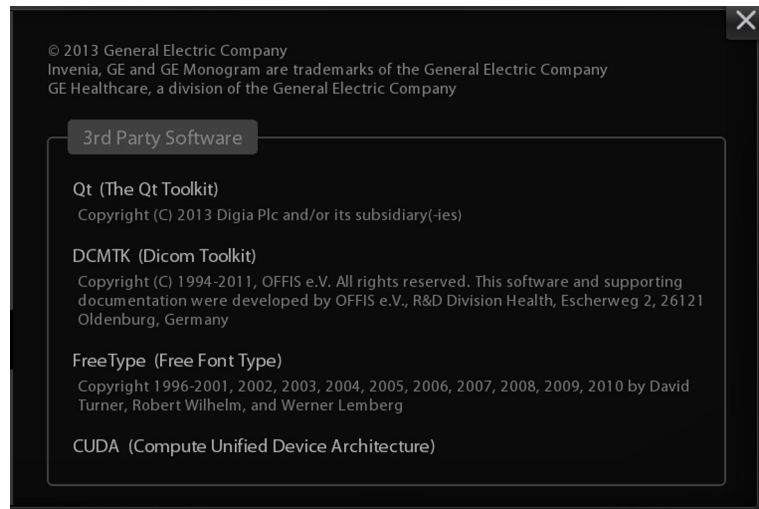 © 2013 General Electric Company
Invenia, GE and GE Monogram are trademarks of the General Electric Company
GE Healthcare, a division of the General Electric Company
3rd Party Software
Qt (The Qt Toolkit)
Copyright (C) 2013 Digia Plc and/or its subsidiary(-ies)
DCMTK (Dicom Toolkit)
Copyright (C) 1994-2011, OFFIS e.V. All rights reserved. This software and supporting
documentation were developed by OFFIS e.V., R&D Division Health, Escherweg 2, 26121
Oldenburg, Germany
FreeType (Free Font Type)
Copyright 1996-2001, 2002, 2003, 2004, 2005, 2006, 2007, 2008, 2009, 2010 by David
Turner, Robert Wilhelm, and Werner Lemberg
CUDA (Compute Unified Device Architecture)